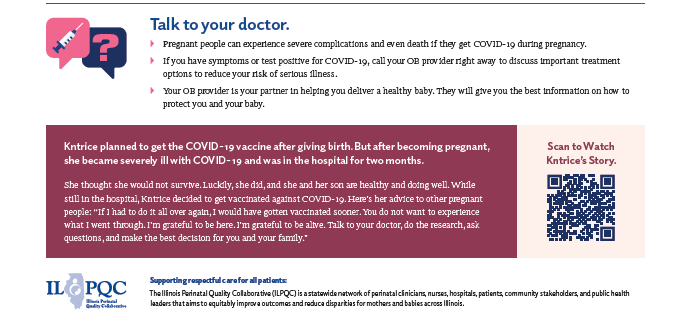 Talk to your doctor.
Pregnant people can experience severe complications and even death if they get COVID-19 during pregnancy.
If you have symptoms or test positive for COVID-19, call your OB provider right away to discuss important treatment
options to reduce your risk of serious illness.
Your OB provider is your partner in helping you deliver a healthy baby. They will give you the best information on how to
protect you and your baby.
?
Kntrice planned to get the COVID-19 vaccine after giving birth. But after becoming pregnant,
she became severely ill with COVID-19 and was in the hospital for two months.
She thought she would not survive. Luckily, she did, and she and her son are healthy and doing well. While
still in the hospital, Kntrice decided to get vaccinated against COVID-19. Here's her advice to other pregnant
people: "If I had to do it all over again, I would have gotten vaccinated sooner. You do not want to experience
what I went through. I'm grateful to be here. I'm grateful to be alive. Talk to your doctor, do the research, ask
questions, and make the best decision for you and your family."
Scan to Watch
Kntrice's Story.
ILPQC
Illinois Perinatal
Quality Collaborative
Supporting respectful care for all patients:
The Illinois Perinatal Quality Collaborative (ILPQC) is a statewide network of perinatal clinicians, nurses, hospitals, patients, community stakeholders, and public health
leaders that aims to equitably improve outcomes and reduce disparities for mothers and babies across Illinois.